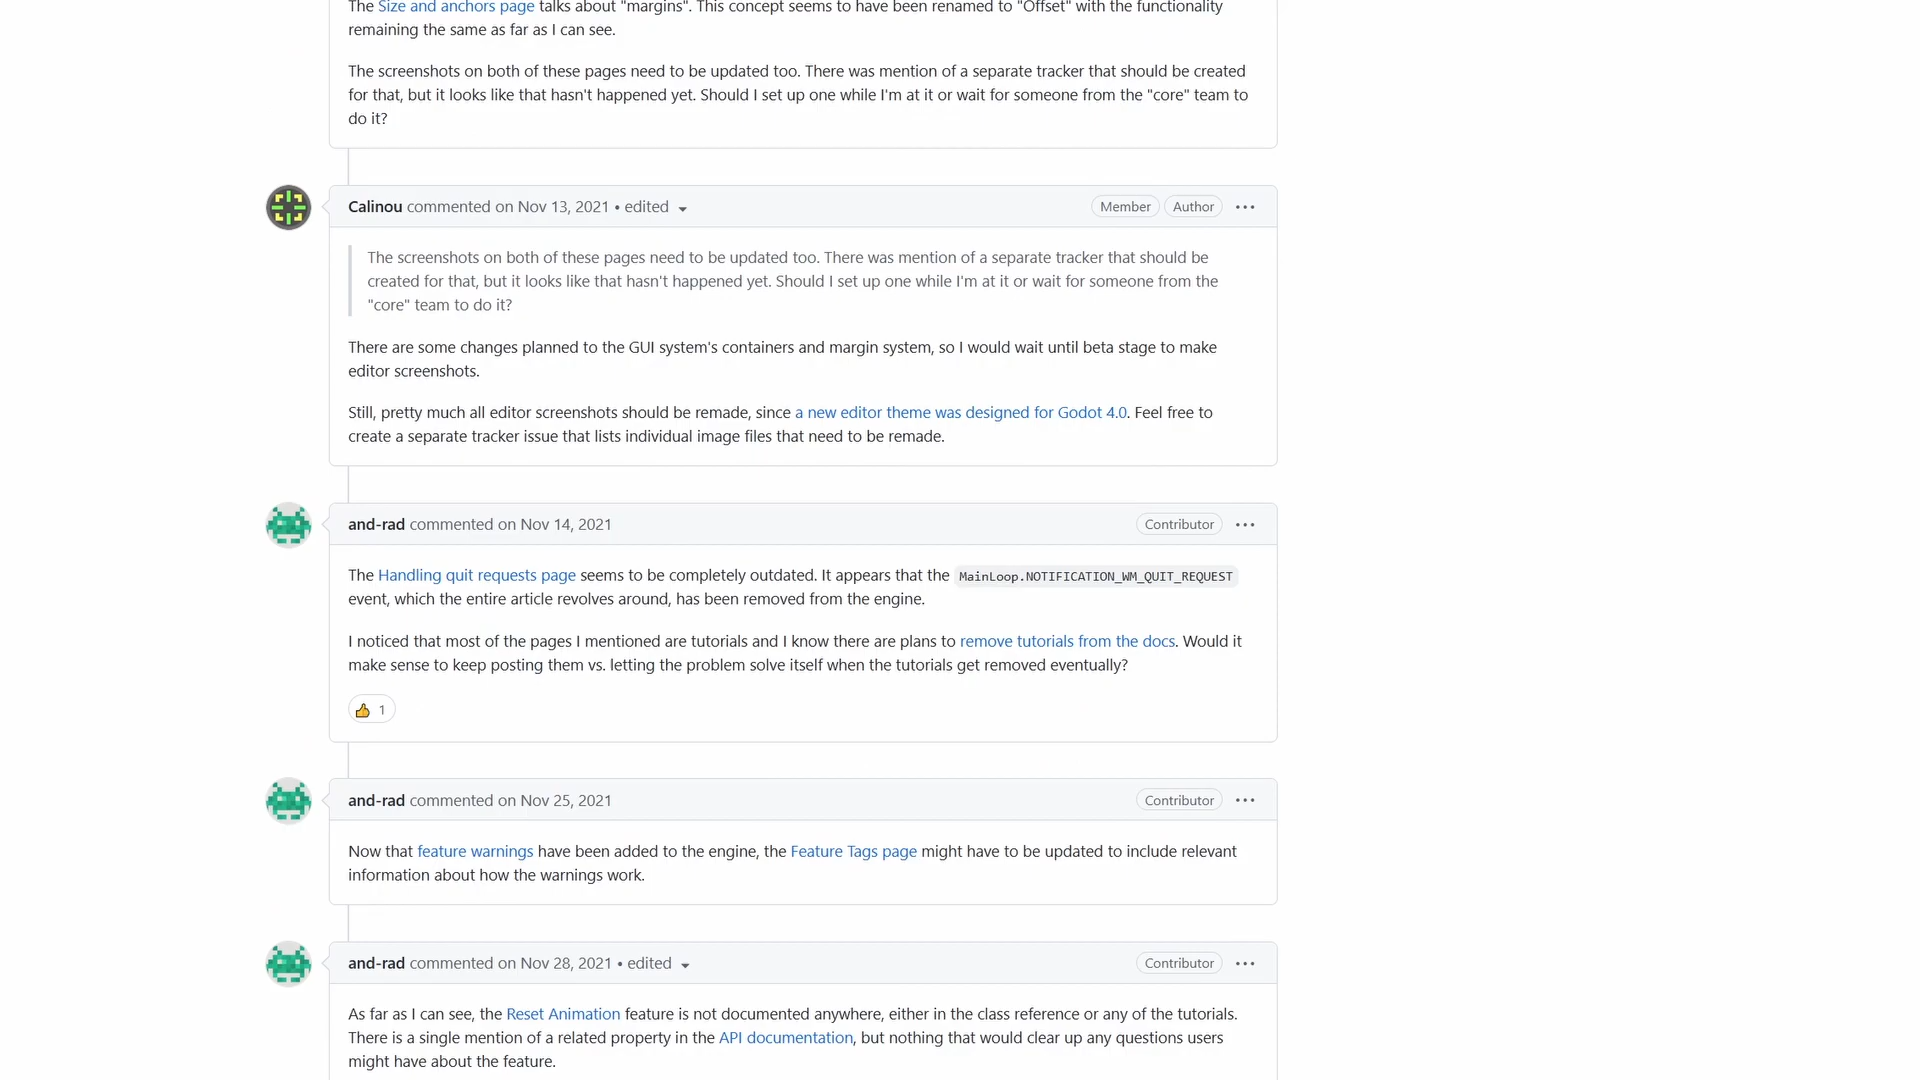 The Size and anchors page talks about "margins". This concept seems to have been renamed to "Offset" with the functionality
remaining the same as far as I can see.
The screenshots on both of these pages need to be updated too. There was mention of a separate tracker that should be created
for that, but it looks like that hasn't happened yet. Should I set up one while I'm at it or wait for someone from the "core" team to
do it?
Calinou commented on Nov 13, 2021 • edited Member Author
The screenshots on both of these pages need to be updated too. There was mention of a separate tracker that should be
created for that, but it looks like that hasn't happened yet. Should I set up one while I'm at it or wait for someone from the
"core" team to do it?
There are some changes planned to the GUI system's containers and margin system, so I would wait until beta stage to make
editor screenshots.
Still, pretty much all editor screenshots should be remade, since a new editor theme was designed for Godot 4.0. Feel free to
create a separate tracker issue that lists individual image files that need to be remade.
and-rad commented on Nov 14, 2021 Contributor
The Handling quit requests page seems to be completely outdated. It appears that the MainLoop.NOTIFICATION_WM_QUIT_REQUEST
event, which the entire article revolves around, has been removed from the engine.
I noticed that most of the pages I mentioned are tutorials and I know there are plans to remove tutorials from the docs. Would it
make sense to keep posting them vs. letting the problem solve itself when the tutorials get removed eventually?
👍 1
and-rad commented on Nov 25, 2021 Contributor
Now that feature warnings have been added to the engine, the Feature Tags page might have to be updated to include relevant
information about how the warnings work.
and-rad commented on Nov 28, 2021 • edited Contributor
As far as I can see, the Reset Animation feature is not documented anywhere, either in the class reference or any of the tutorials.
There is a single mention of a related property in the API documentation, but nothing that would clear up any questions users
might have about the feature.